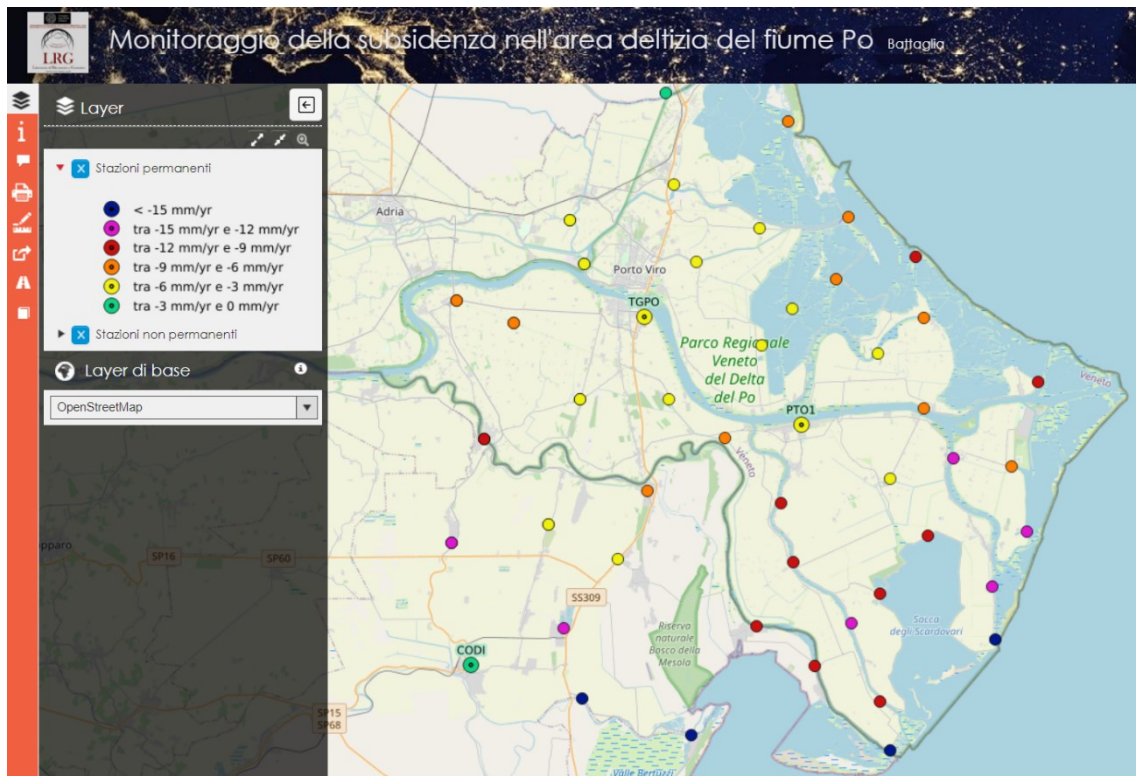 Monitoraggio della subsidenza nell'area deltizia del fiume Po Battaglia
LRG
Layer
Stazioni permanenti
< -15 mm/yr
tra -15 mm/yr e -12 mm/yr
tra -12 mm/yr e -9 mm/yr
tra -9 mm/yr e -6 mm/yr
tra -6 mm/yr e -3 mm/yr
tra -3 mm/yr e 0 mm/yr
Stazioni non permanenti
Layer di base
OpenStreetMap
Adria
Porto Viro
TGPO
Parco Regionale
Veneto
del Delta
del Po
Veneto
PTO1
Veneto
pparo
SP16
SP60
SS309
Riserva
naturale
Bosco della
Mesola
Sacca
degli Scardovari
CODI
SP15
SP68
Valle Bertuzzi